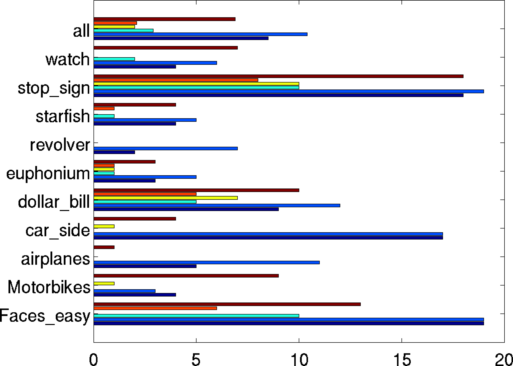 all
watch
stop_sign
starfish
revolver
euphonium
dollar_bill
car_side
airplanes
Motorbikes
Faces_easy
0 5 10 15 20